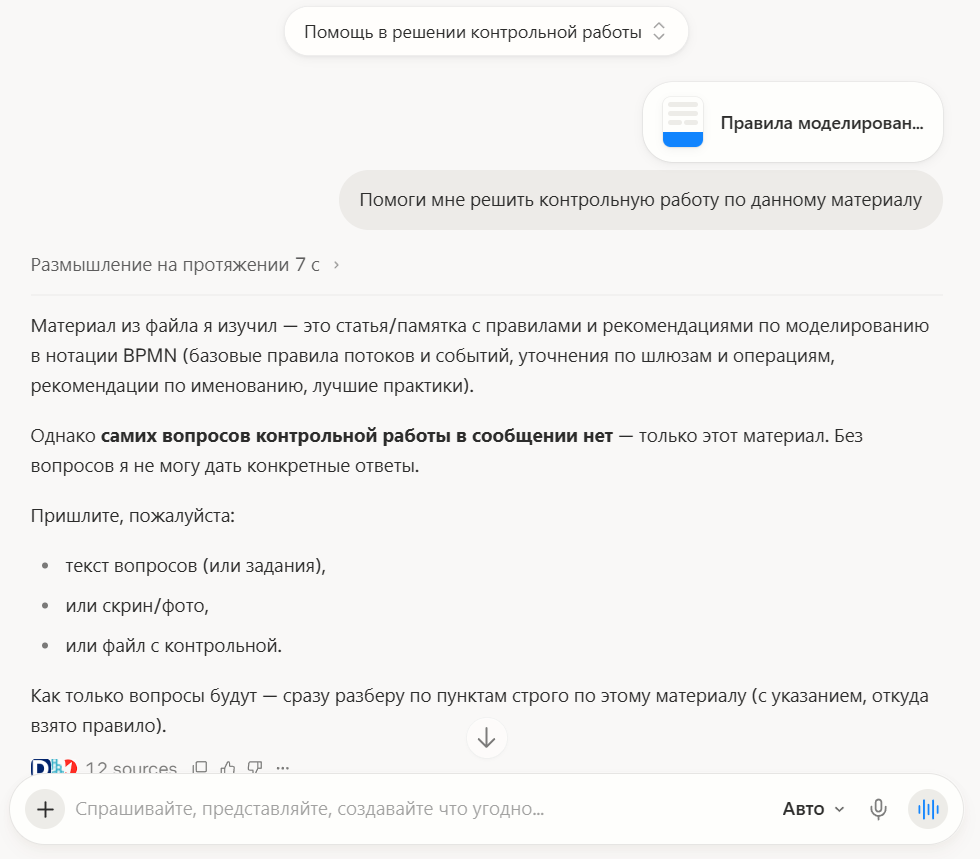 Помощь в решении контрольной работы
Правила моделирован...
Помоги мне решить контрольную работу по данному материалу
Размышление на протяжении 7 с
Материал из файла я изучил — это статья/памятка с правилами и рекомендациями по моделированию
в нотации BPMN (базовые правила потоков и событий, уточнения по шлюзам и операциям,
рекомендации по именованию, лучшие практики).
Однако самих вопросов контрольной работы в сообщении нет — только этот материал. Без
вопросов я не могу дать конкретные ответы.
Пришлите, пожалуйста:
• текст вопросов (или задания),
• или скрин/фото,
• или файл с контрольной.
Как только вопросы будут — сразу разберу по пунктам строго по этому материалу (с указанием, откуда
взято правило).
12 sources
Спрашивайте, представляйте, создавайте что угодно...
Авто